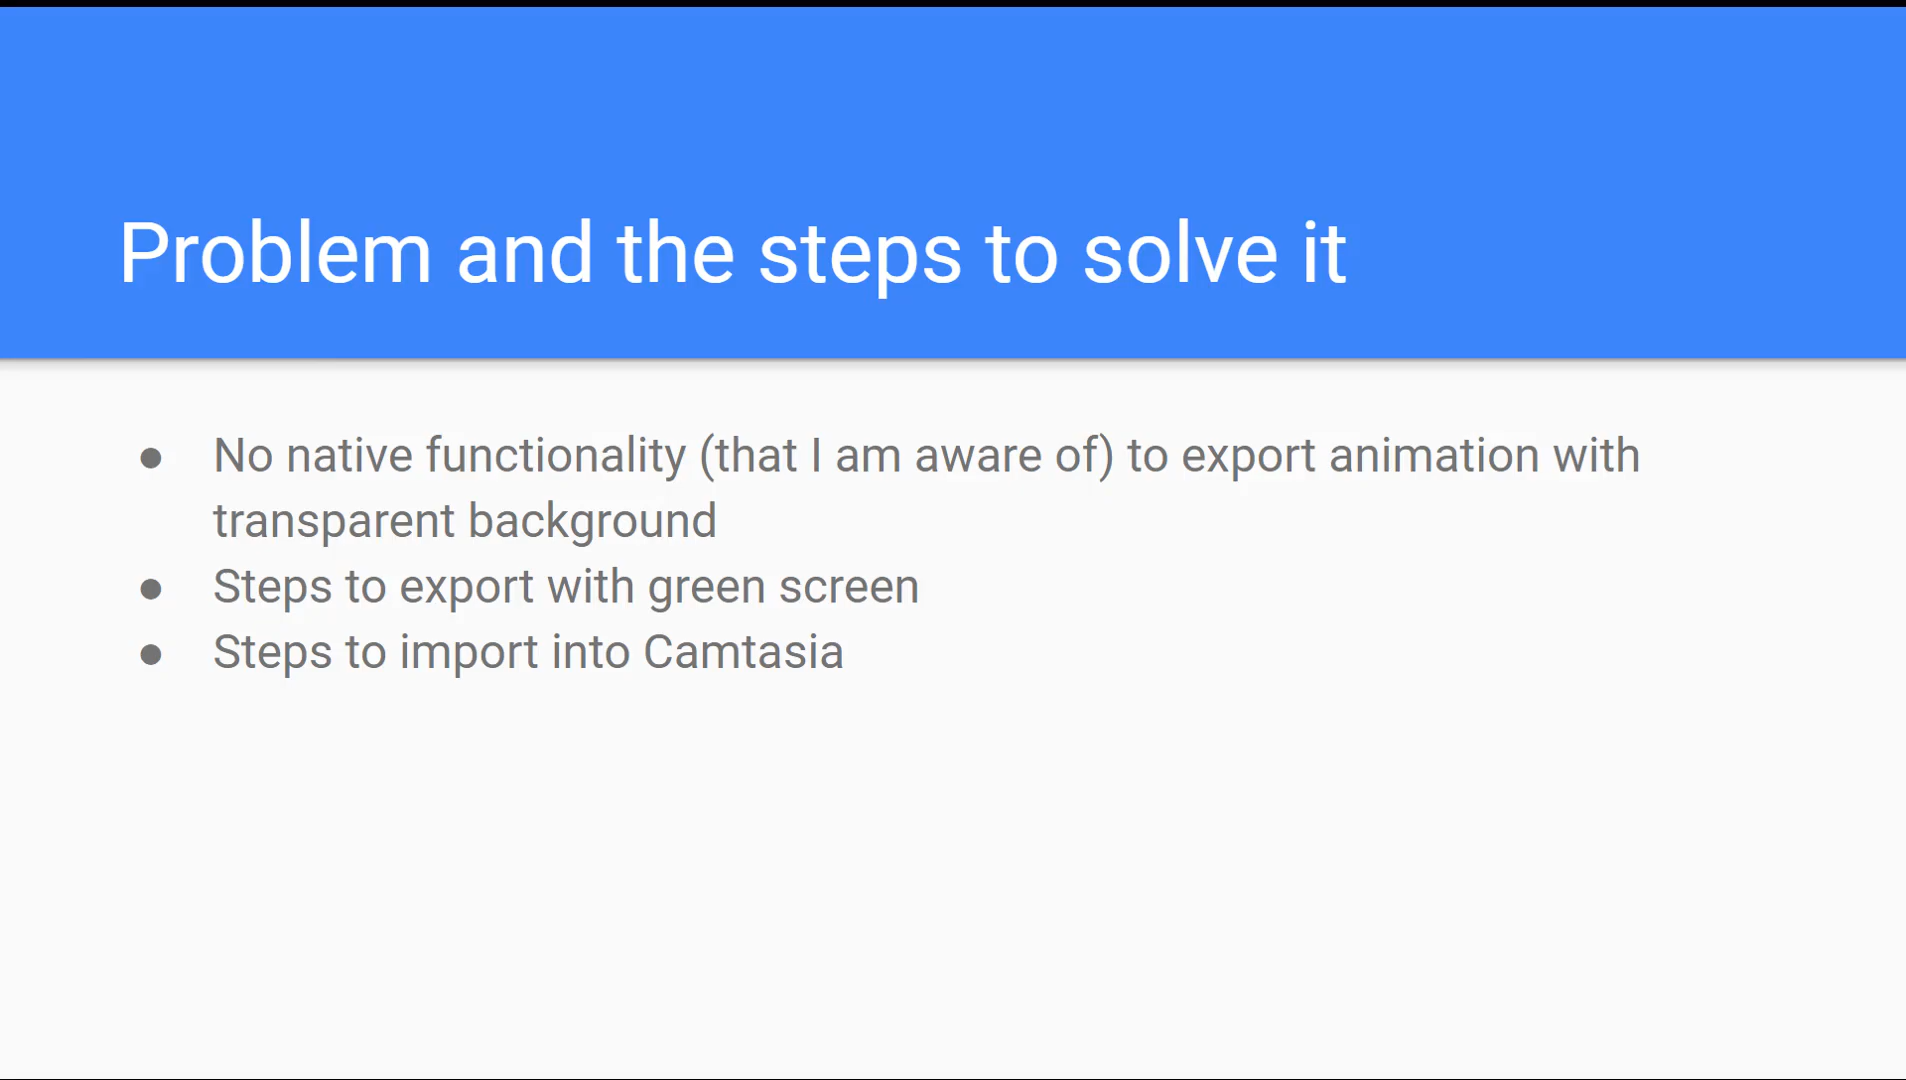 Problem and the steps to solve it
● No native functionality (that I am aware of) to export animation with
transparent background
● Steps to export with green screen
● Steps to import into Camtasia